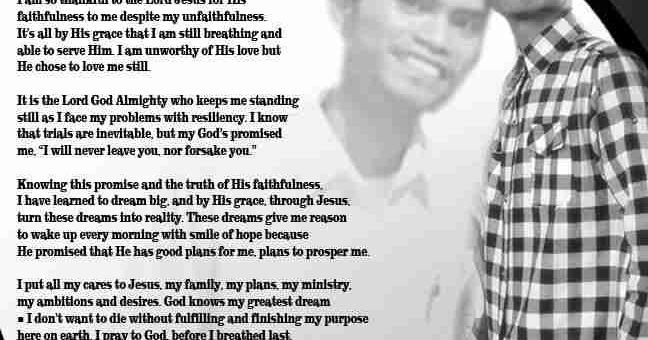 I am so thankful to the Lord Jesus for His
faithfulness to me despite my unfaithfulness.
It's all by His grace that I am still breathing and
able to serve Him. I am unworthy of His love but
He chose to love me still.
It is the Lord God Almighty who keeps me standing
still as I face my problems with resiliency. I know
that trials are inevitable, but my God's promised
me, "I will never leave you, nor forsake you."
Knowing this promise and the truth of His faithfulness,
I have learned to dream big, and by His grace, through Jesus,
turn these dreams into reality. These dreams give me reason
to wake up every morning with smile of hope because
He promised that He has good plans for me, plans to prosper me.
I put all my cares to Jesus, my family, my plans, my ministry,
my ambitions and desires. God knows my greatest dream
▪ I don't want to die without fulfilling and finishing my purpose
here on earth. I pray to God, before I breathed last,